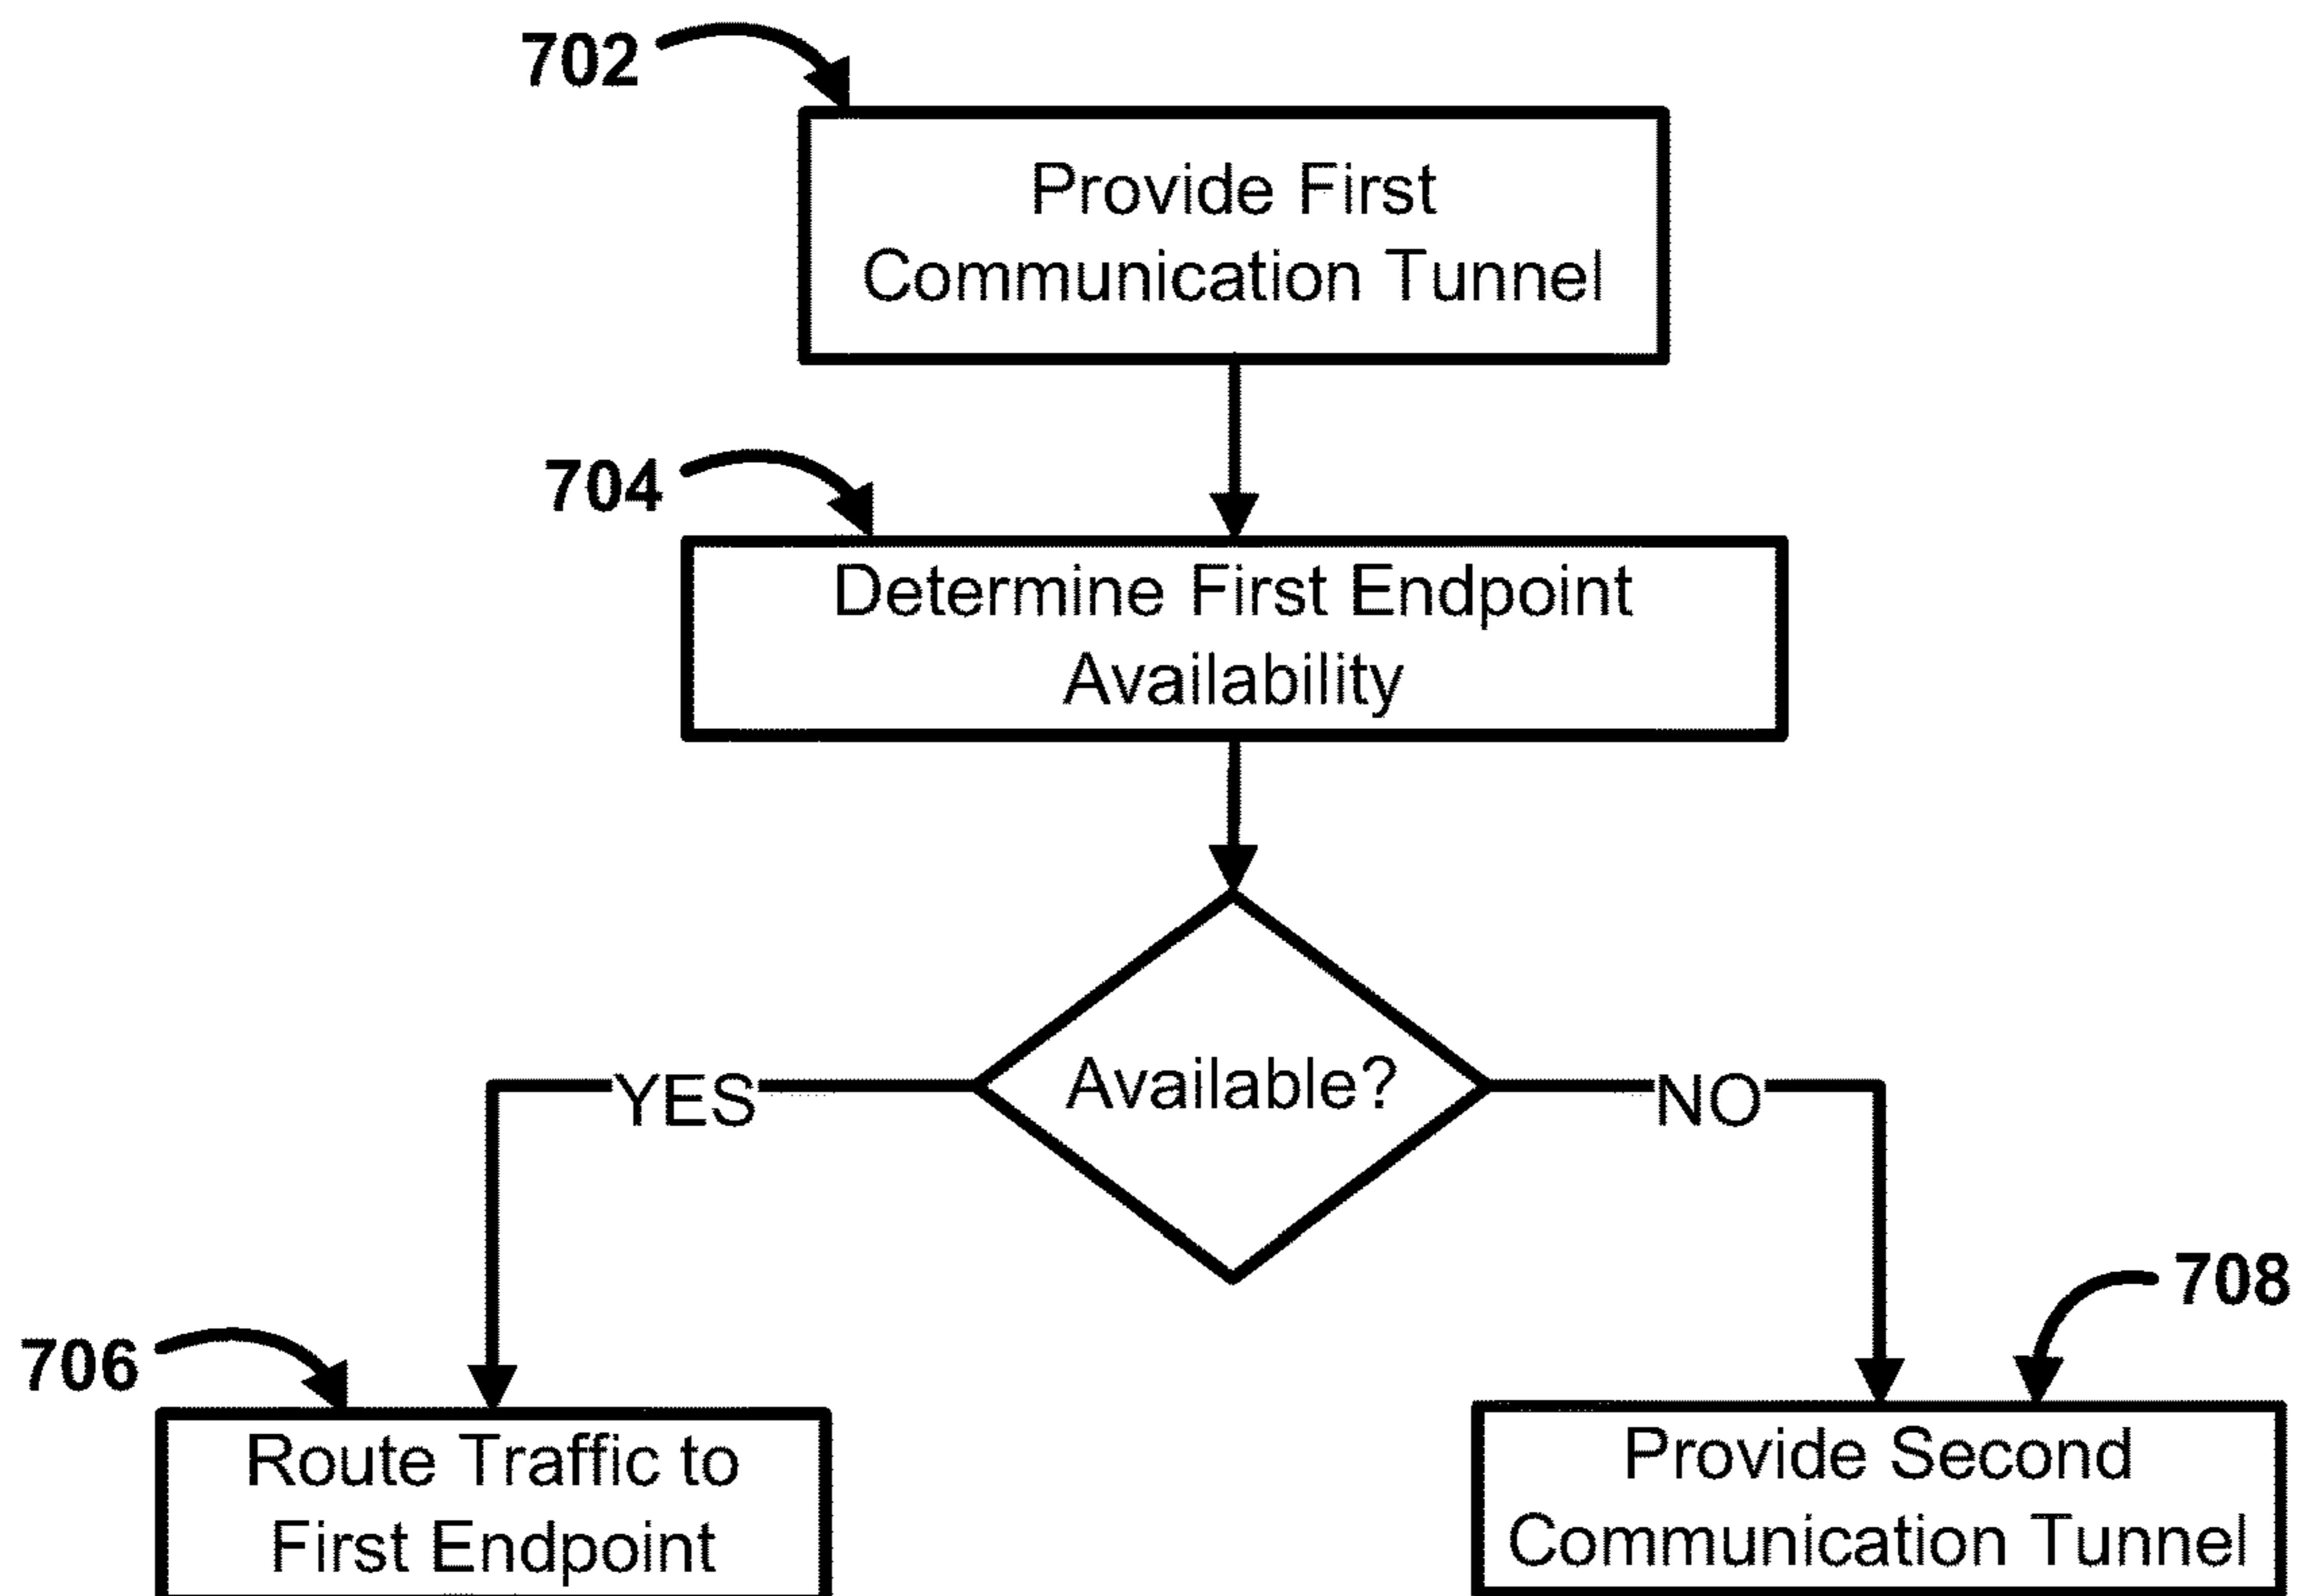 702
Provide First
Communication Tunnel
704
Determine First Endpoint
Availability
Available?
YES
NO
706
Route Traffic to
First Endpoint
708
Provide Second
Communication Tunnel